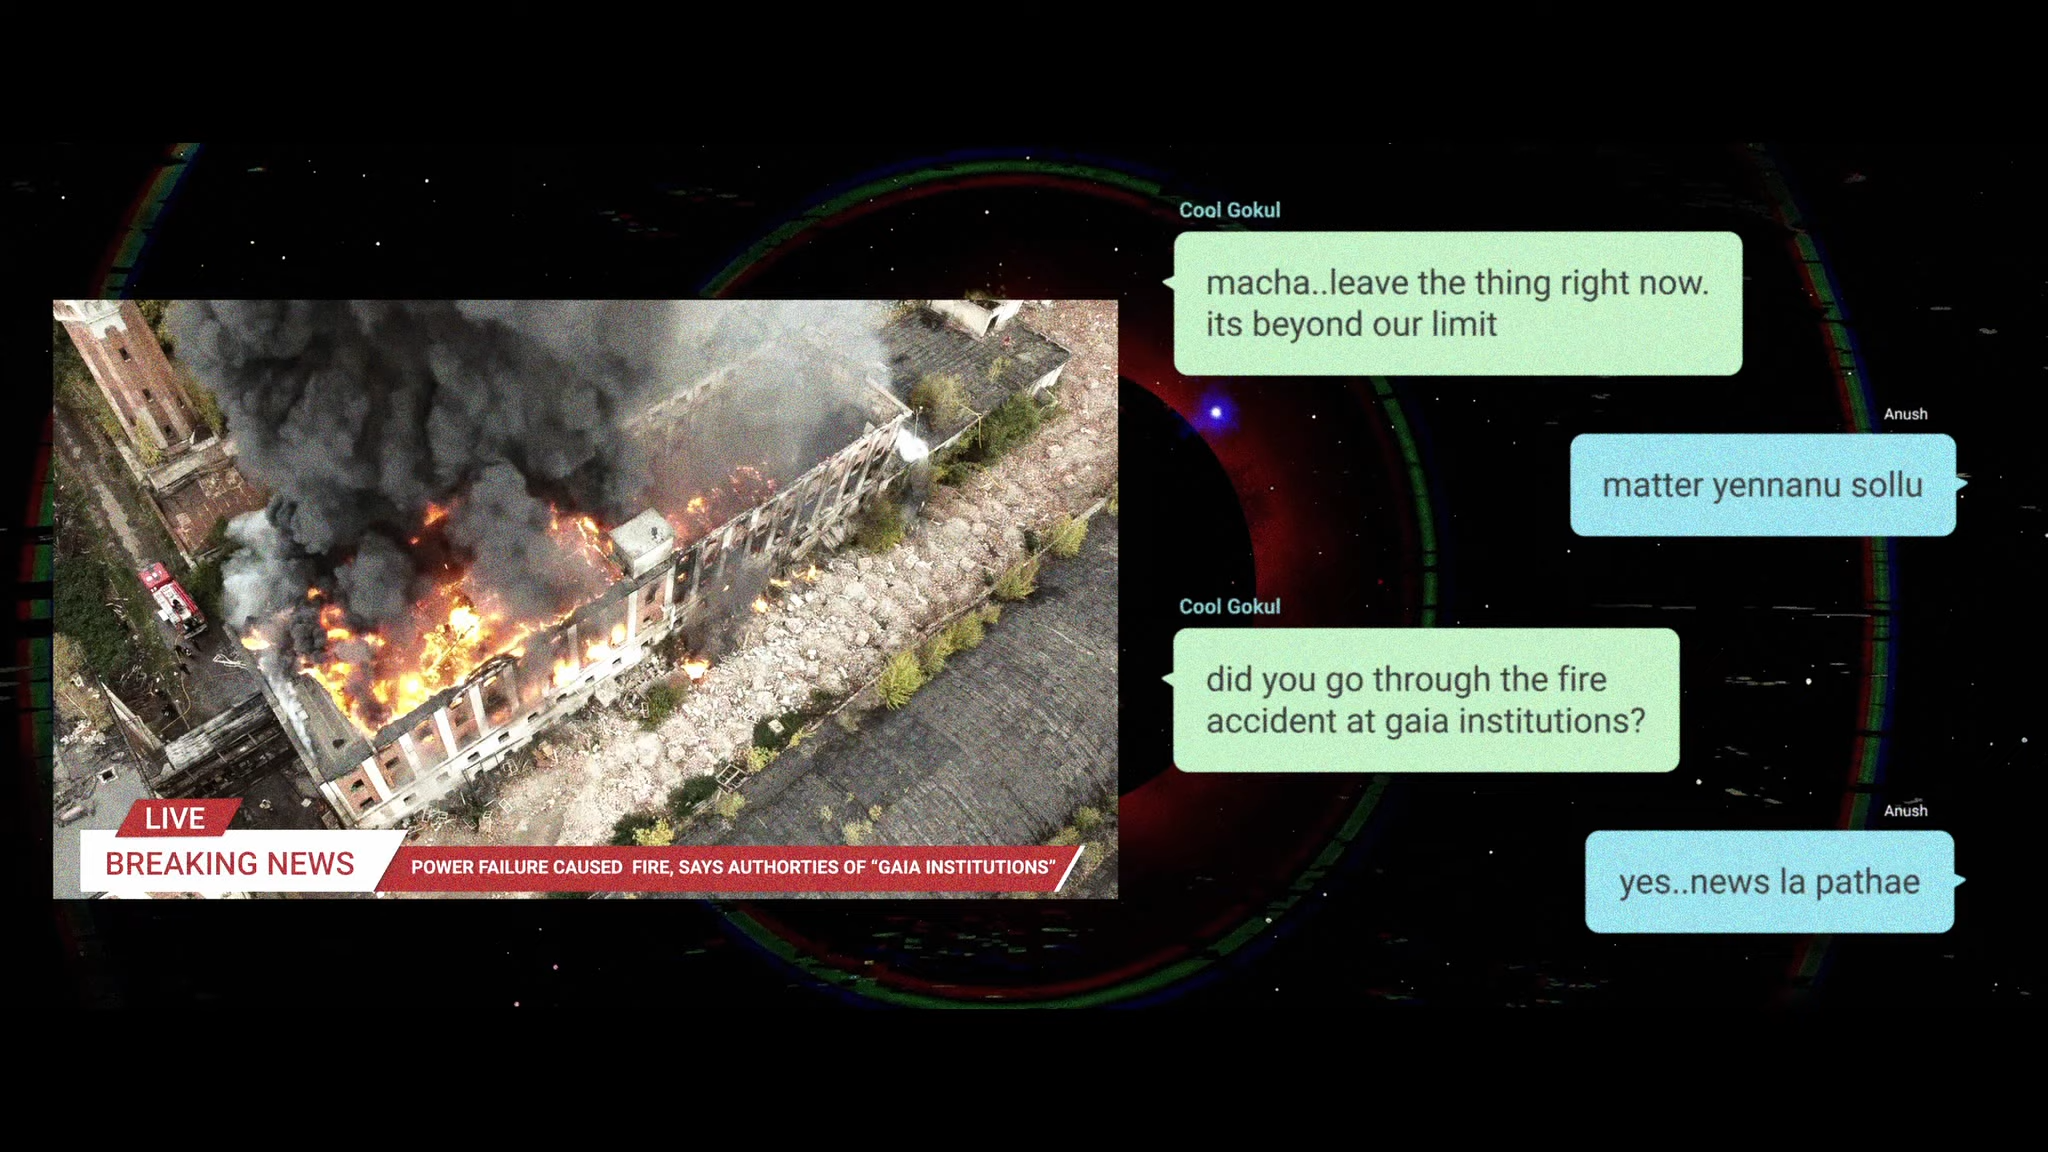 Cool Gokul
macha..leave the thing right now.
its beyond our limit
Anush
matter yennanu sollu
Cool Gokul
did you go through the fire
accident at gaia institutions?
Anush
yes..news la pathae
LIVE
BREAKING NEWS
POWER FAILURE CAUSED FIRE, SAYS AUTHORTIES OF “GAIA INSTITUTIONS”